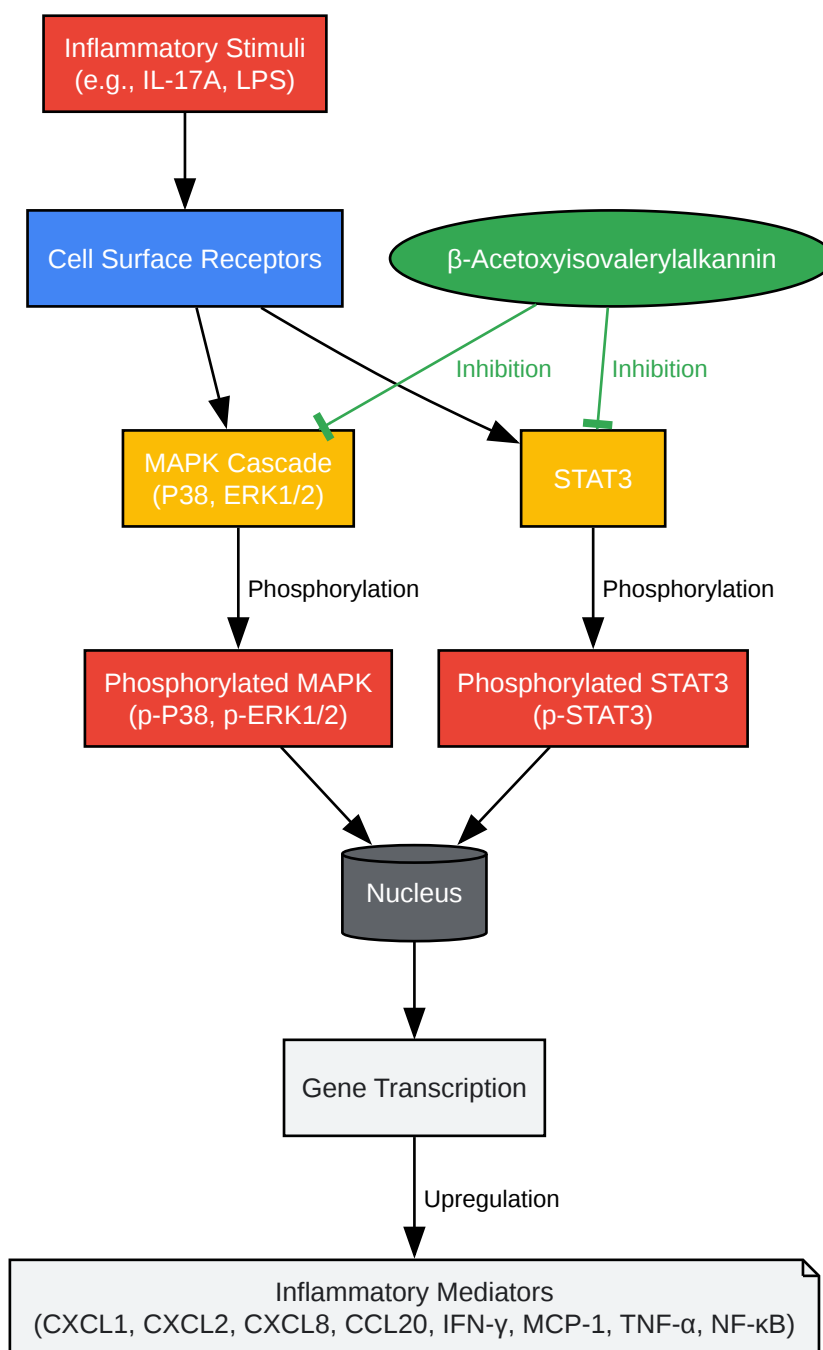 Inflammatory Stimuli
(e.g., IL-17A, LPS)
Cell Surface Receptors
β-Acetoxyisovalerylalkannin
Inhibition
Inhibition
MAPK Cascade
(P38, ERK1/2)
STAT3
Phosphorylation
Phosphorylation
Phosphorylated MAPK
(p-P38, p-ERK1/2)
Phosphorylated STAT3
(p-STAT3)
Nucleus
Gene Transcription
Upregulation
Inflammatory Mediators
(CXCL1, CXCL2, CXCL8, CCL20, IFN-γ, MCP-1, TNF-α, NF-κB)